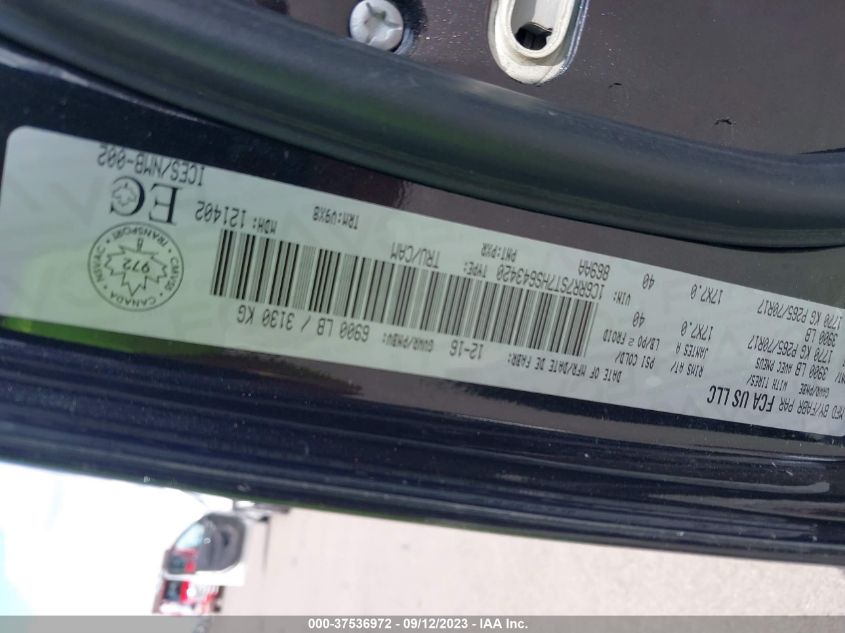 MFD BY/FABR PAR FCA US LLC
DATE OF MFR/DATE DE FABR: 12-16 GVWR/PNBV: 6900 LB / 3130 KG
WITH TIRES/
AVEC PNEUS
RIMS AT/
JANTES A
PSI COLD/
LB/PO 2 FROID
3900 LB
1770 KG P265/70R17 17X7.0 40
3900 LB
1770 KG P265/70R17 17X7.0 40
VIN: 1C6RR7ST7HS643420 TYPE: TRU/CAM
869AA PNT:PXR TRM:V9X8 MDH: 121402
EC
ICES/NMB-002
CANADA
TRANSPORT
972
CMVSS
NSVAC
000-37536972 - 09/12/2023 - IAA Inc.